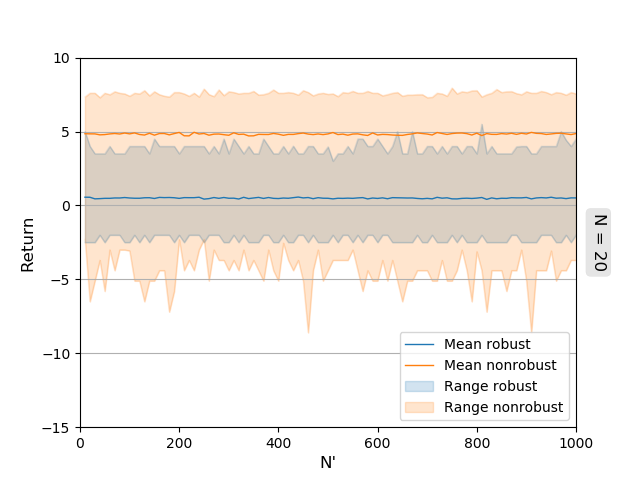 10
5
0
−5
−10
−15
0
200
400
600
800
1000
Return
N'
N = 20
Mean robust
Mean nonrobust
Range robust
Range nonrobust